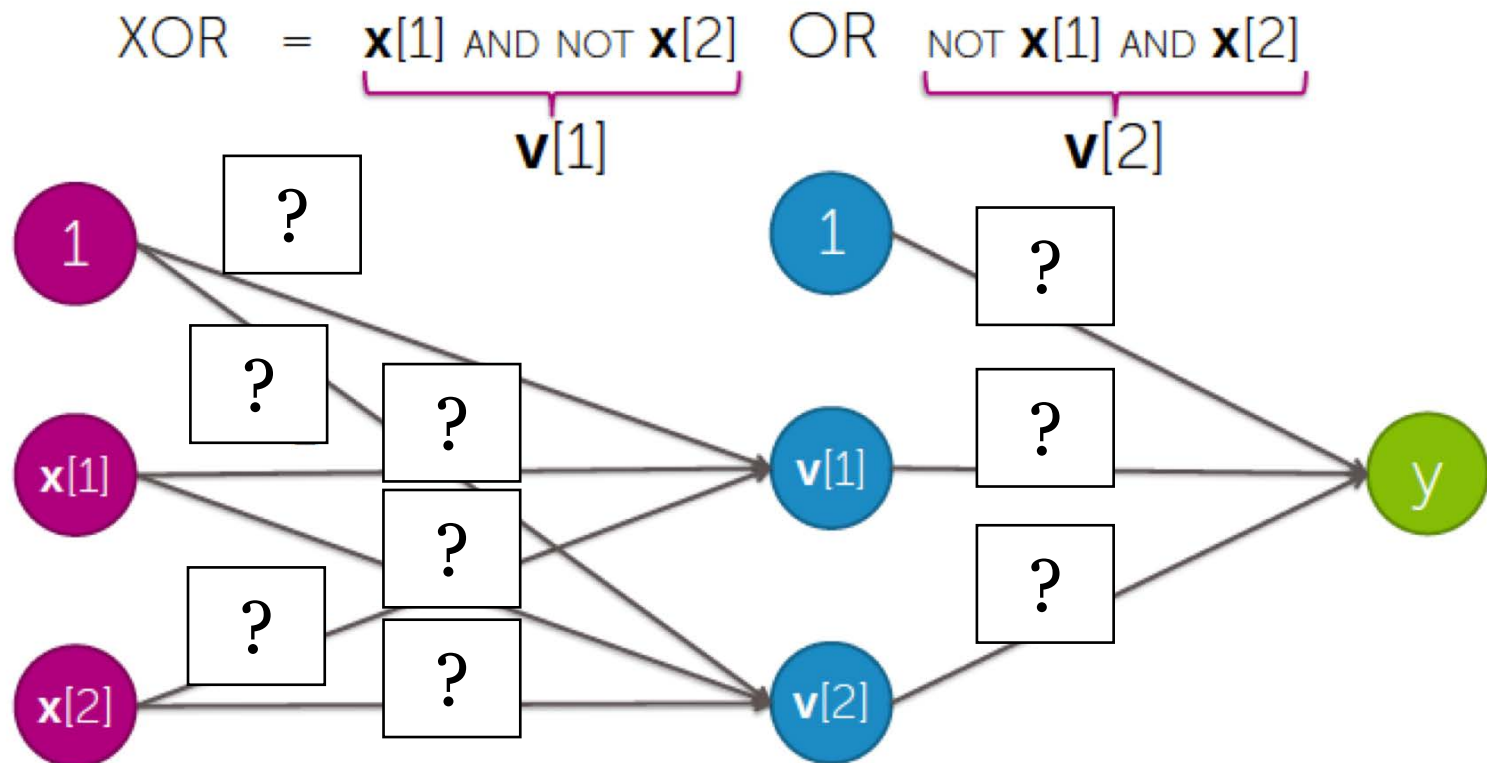 XOR = x[1] AND NOT x[2] OR NOT x[1] AND x[2]
v[1] v[2]
1 ? 1 ?
? ? ?
x[1] v[1] y
? ?
?
?
x[2] v[2]